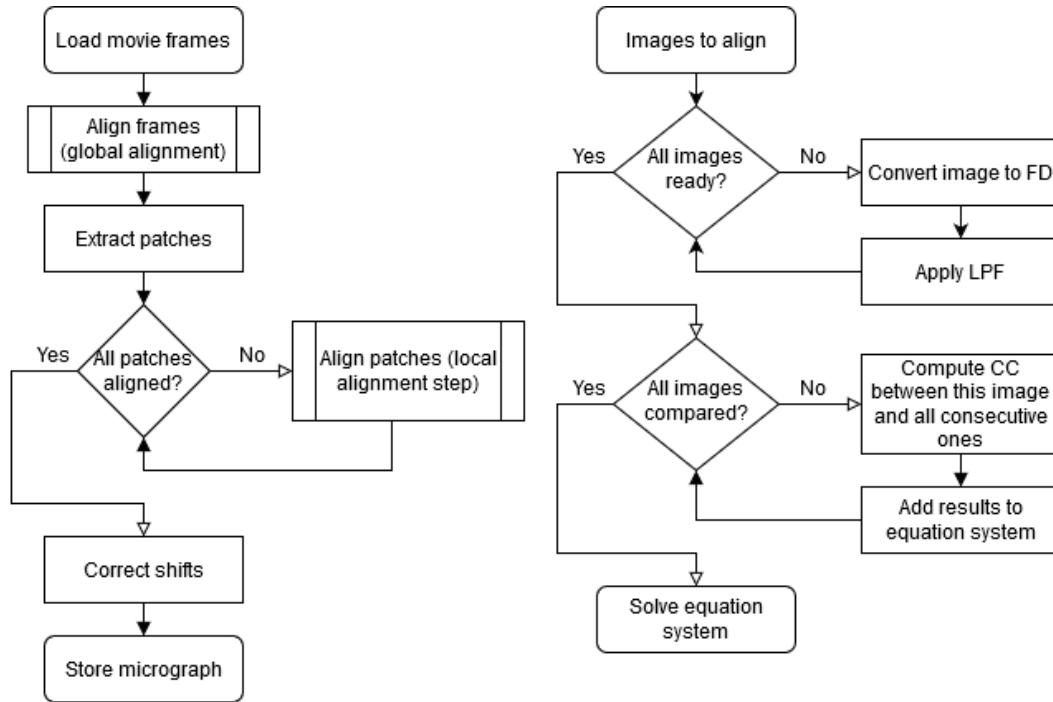 Load movie frames
Align frames
(global alignment)
Extract patches
All patches
aligned?
Yes
No
Align patches (local
alignment step)
Correct shifts
Store micrograph
Images to align
All images
ready?
Yes
No
Convert image to FD
Apply LPF
All images
compared?
Yes
No
Compute CC
between this image
and all consecutive
ones
Add results to
equation system
Solve equation
system